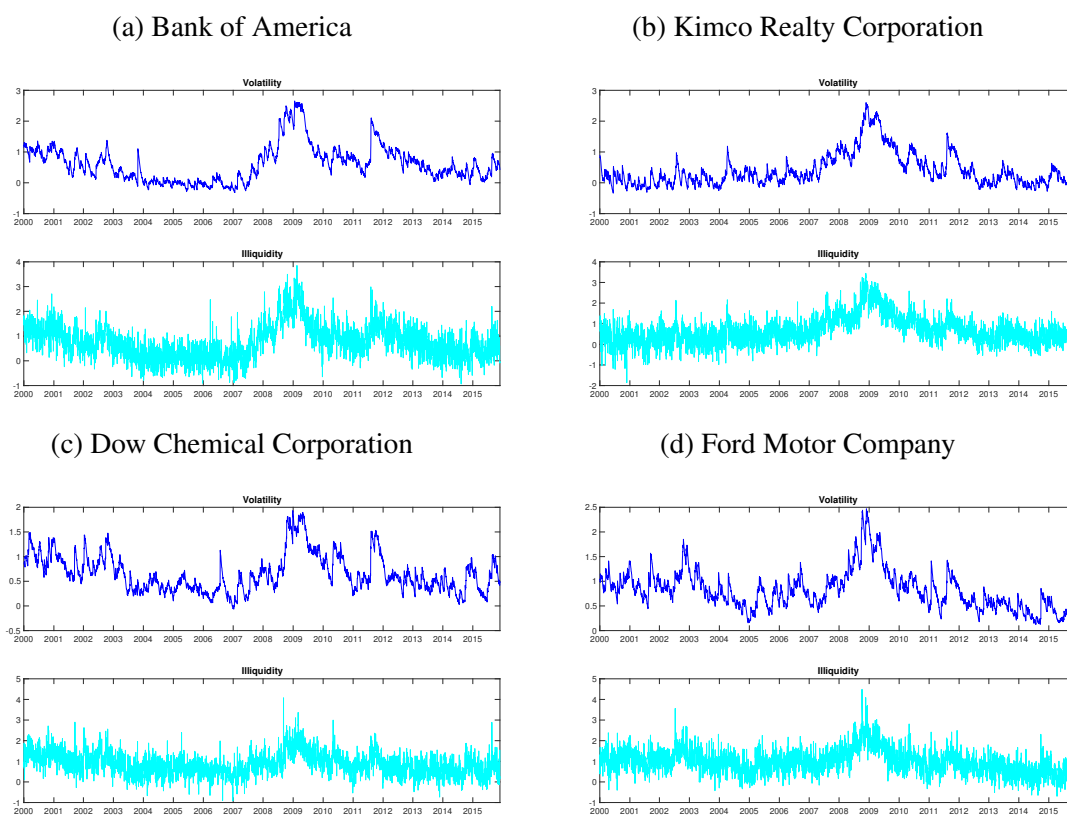 (a) Bank of America
(b) Kimco Realty Corporation
Volatility
3
2
1
0
-1
2000 2001 2002 2003 2004 2005 2006 2007 2008 2009 2010 2011 2012 2013 2014 2015
Illiquidity
4
3
2
1
0
-1
2000 2001 2002 2003 2004 2005 2006 2007 2008 2009 2010 2011 2012 2013 2014 2015
Volatility
3
2
1
0
-1
2000 2001 2002 2003 2004 2005 2006 2007 2008 2009 2010 2011 2012 2013 2014 2015
Illiquidity
4
3
2
1
0
-1
-2
2000 2001 2002 2003 2004 2005 2006 2007 2008 2009 2010 2011 2012 2013 2014 2015
(c) Dow Chemical Corporation
(d) Ford Motor Company
Volatility
2
1.5
1
0.5
0
-0.5
2000 2001 2002 2003 2004 2005 2006 2007 2008 2009 2010 2011 2012 2013 2014 2015
Illiquidity
5
4
3
2
1
0
-1
2000 2001 2002 2003 2004 2005 2006 2007 2008 2009 2010 2011 2012 2013 2014 2015
Volatility
2.5
2
1.5
1
0.5
0
2000 2001 2002 2003 2004 2005 2006 2007 2008 2009 2010 2011 2012 2013 2014 2015
Illiquidity
5
4
3
2
1
0
-1
2000 2001 2002 2003 2004 2005 2006 2007 2008 2009 2010 2011 2012 2013 2014 2015